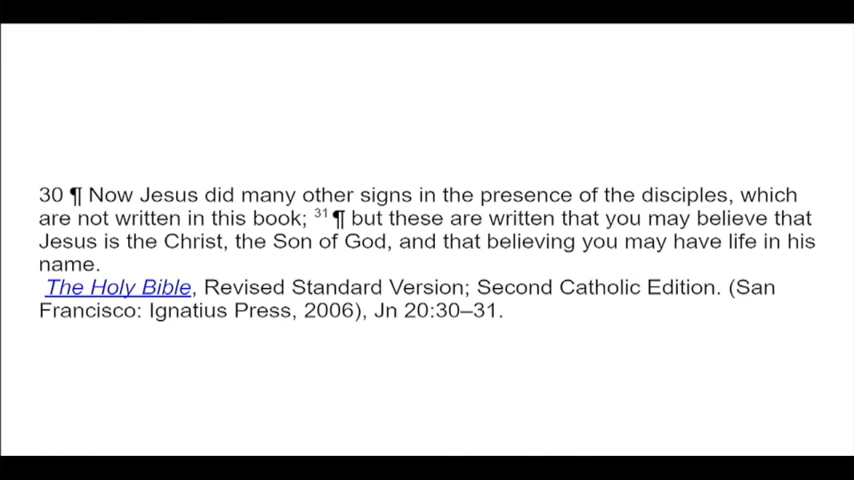 30 ¶ Now Jesus did many other signs in the presence of the disciples, which
are not written in this book; 31 ¶ but these are written that you may believe that
Jesus is the Christ, the Son of God, and that believing you may have life in his
name.
The Holy Bible, Revised Standard Version; Second Catholic Edition. (San
Francisco: Ignatius Press, 2006), Jn 20:30–31.